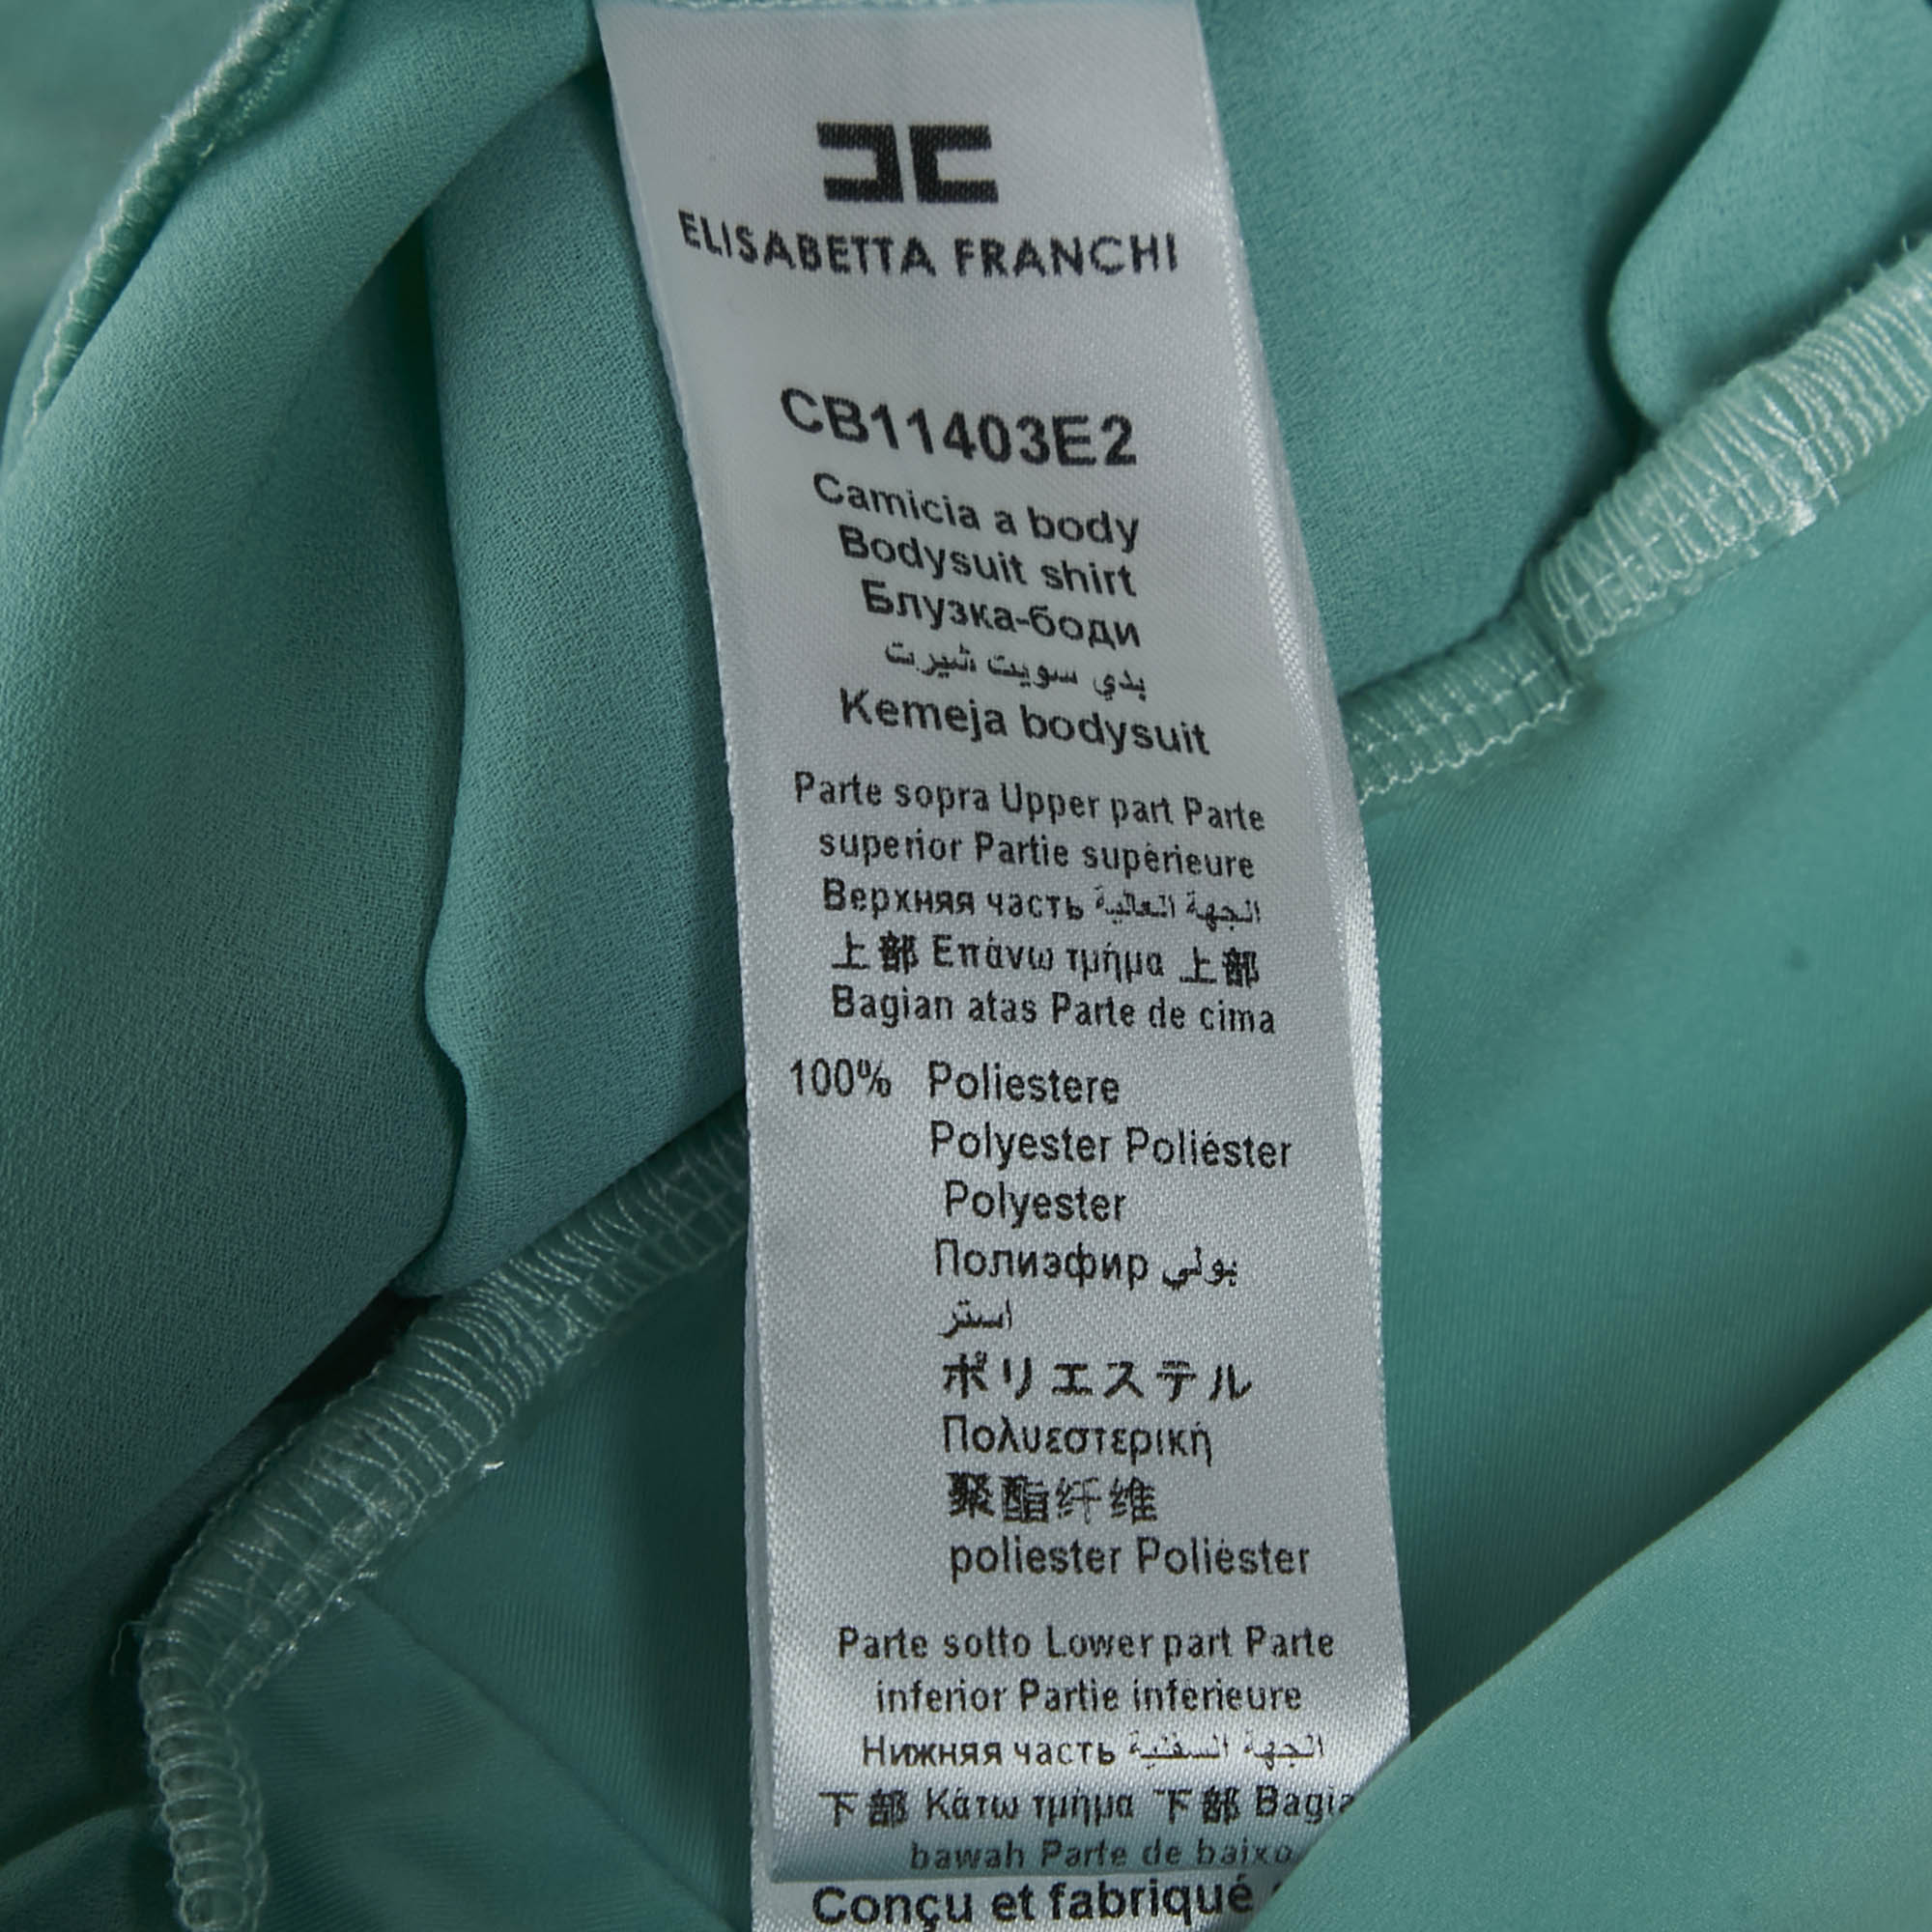 ELISABETTA FRANCHI
CB11403E2
Camicia a body
Bodysuit shirt
Блузка-боди
بدي سويت شيرت
Kemeja bodysuit
Parte sopra Upper part Parte
superior Partie supèrieure
Верхняя часть الجهة العالية
上部 Επάνω τμήμα 上部
Bagian atas Parte de cima
100% Poliestere
Polyester Poliéster
Polyester
Полиэфир بولي
استر
ポリエステル
Πολυεστερική
聚酯纤维
poliester Poliéster
Parte sotto Lower part Parte
inferior Partie inferieure
Нижняя часть الجهة السفلية
下部 Κάτω τμήμα 下部 Bagia
bawah Parte de baixo
Conçu et fabriqué